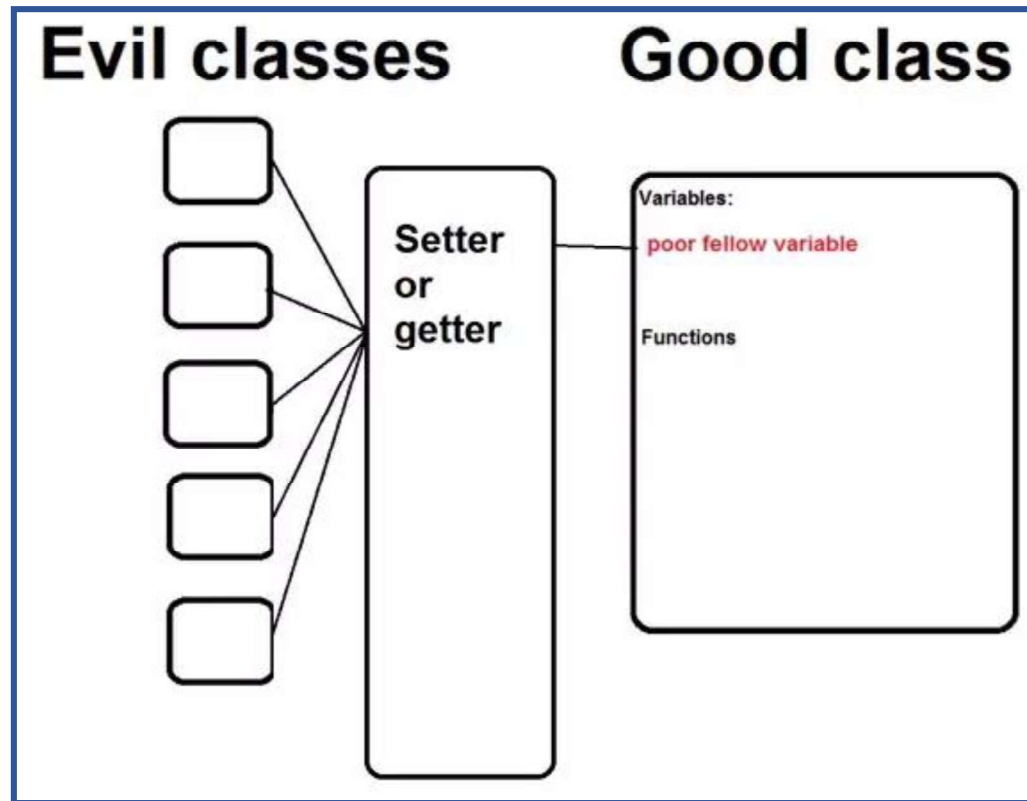 Evil classes
Good class
Setter
or
getter
Variables:
poor fellow variable
Functions